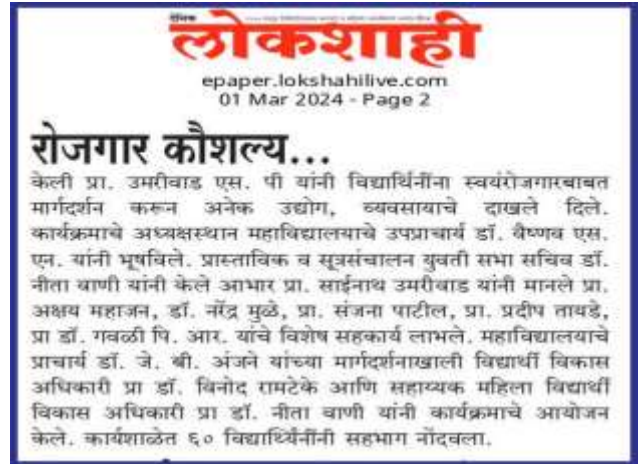 दैनिक
लोकशाही
epaper.lokshahilive.com
01 Mar 2024 - Page 2
रोजगार कौशल्य...
केली प्रा. उमरीवाड एस. पी यांनी विद्यार्थिनींना स्वयंरोजगारबाबत
मार्गदर्शन करून अनेक उद्योग, व्यवसायाचे दाखले दिले.
कार्यक्रमाचे अध्यक्षस्थान महाविद्यालयाचे उपप्राचार्य डॉ. वैष्णव एस.
एन. यांनी भूषविले. प्रास्ताविक व सूत्रसंचालन युवती सभा सचिव डॉ.
नीता वाणी यांनी केले आभार प्रा. साईनाथ उमरीवाड यांनी मानले प्रा.
अक्षय महाजन, डॉ. नरेंद्र मुळे, प्रा. संजना पाटील, प्रा. प्रदीप तायडे,
प्रा डॉ. गवळी पि. आर. यांचे विशेष सहकार्य लाभले. महाविद्यालयाचे
प्राचार्य डॉ. जे. बी. अंजने यांच्या मार्गदर्शनाखाली विद्यार्थी विकास
अधिकारी प्रा डॉ. विनोद रामटेके आणि सहाय्यक महिला विद्यार्थी
विकास अधिकारी प्रा डॉ. नीता वाणी यांनी कार्यक्रमाचे आयोजन
केले. कार्यशाळेत ६० विद्यार्थ्यिनींनी सहभाग नोंदवला.